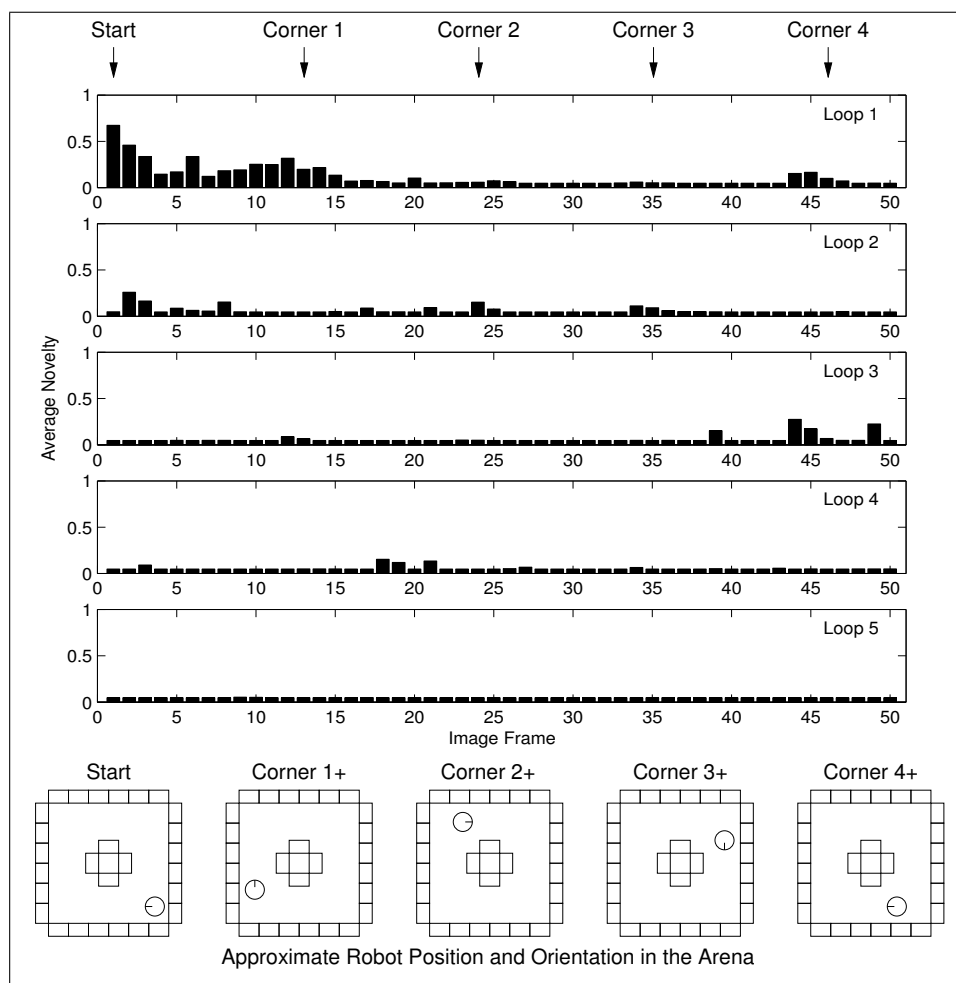 Start Corner 1 Corner 2 Corner 3 Corner 4
1
0.5
0
Loop 1
0 5 10 15 20 25 30 35 40 45 50
1
0.5
0
Loop 2
0 5 10 15 20 25 30 35 40 45 50
Average Novelty
1
0.5
0
Loop 3
0 5 10 15 20 25 30 35 40 45 50
1
0.5
0
Loop 4
0 5 10 15 20 25 30 35 40 45 50
1
0.5
0
Loop 5
0 5 10 15 20 25 30 35 40 45 50
Image Frame
Start Corner 1+ Corner 2+ Corner 3+ Corner 4+
Approximate Robot Position and Orientation in the Arena